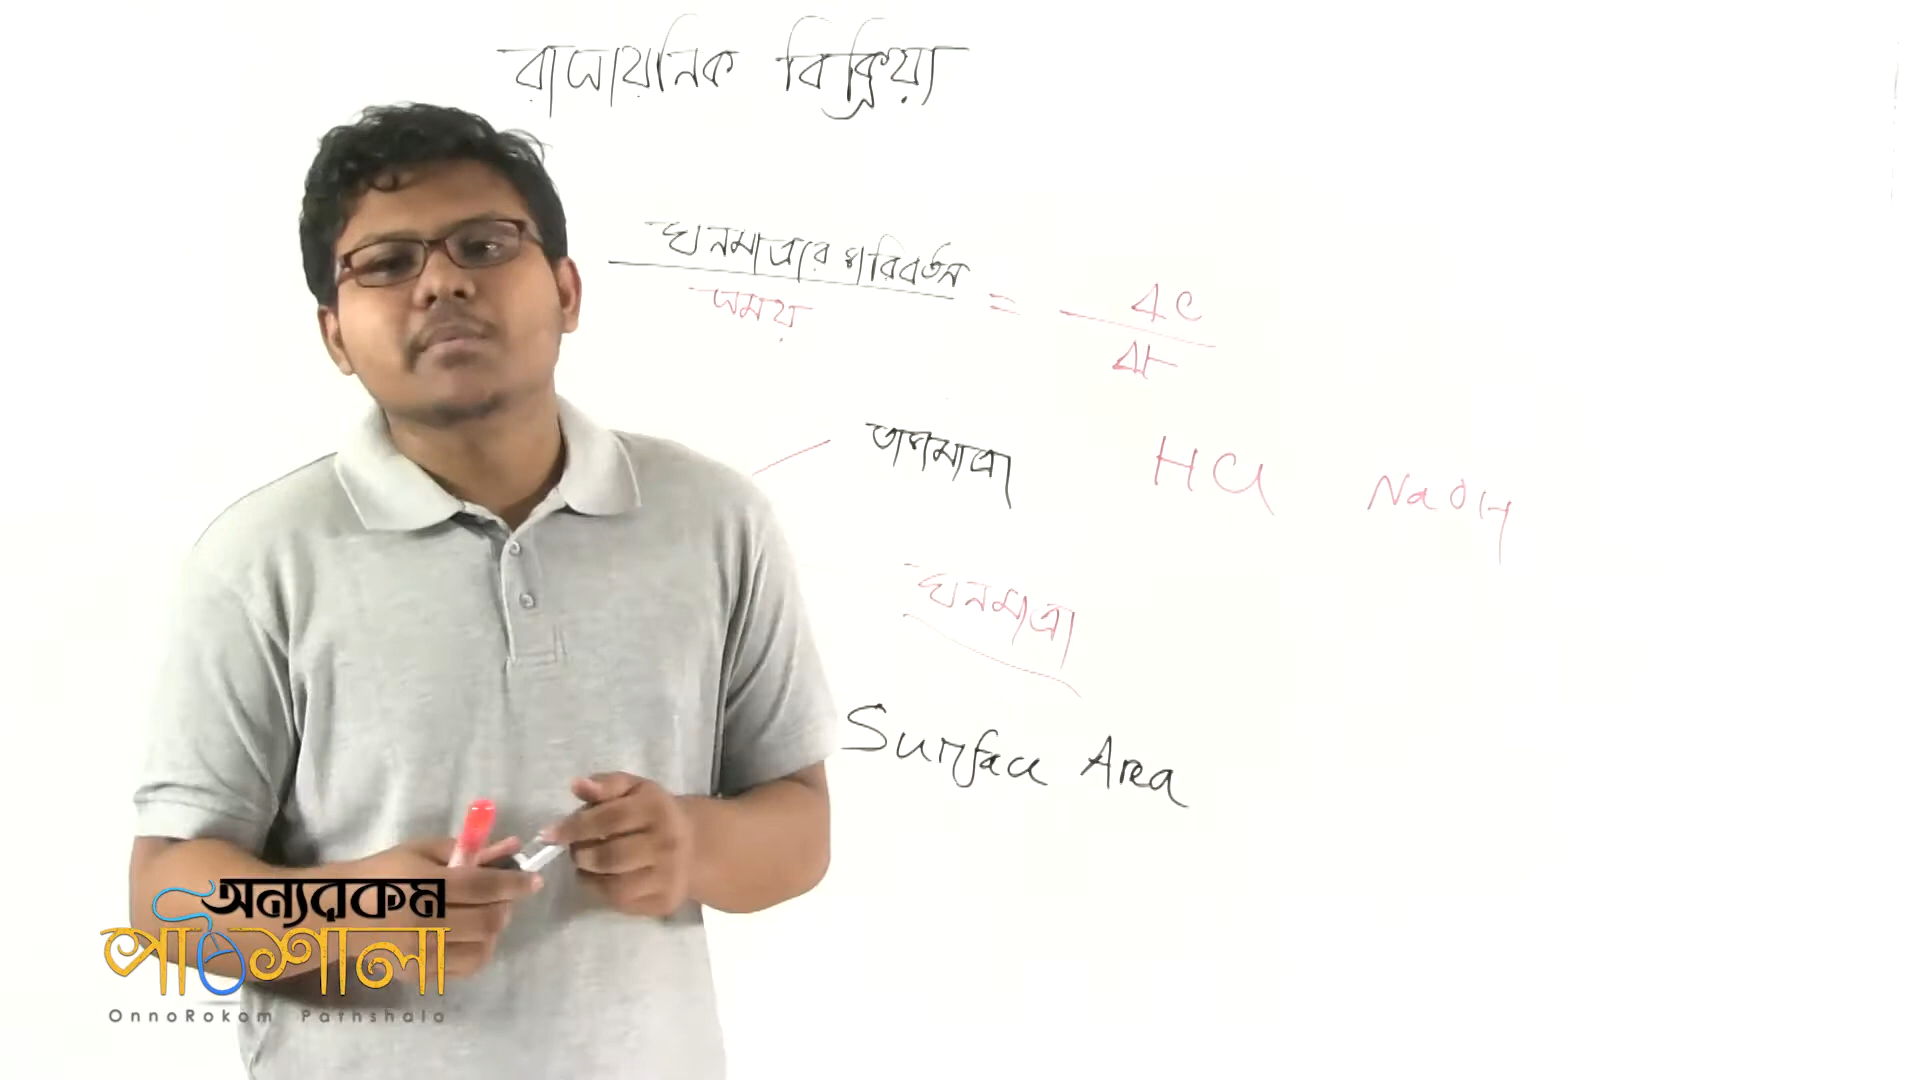 রাসায়নিক বিক্রিয়া
ঘনমাত্রার পরিবর্তন
সময়
=
ΔC
Δt
তাপমাত্রা HCl NaOH
ঘনমাত্রা
Surface Area
অন্যরকম
পাঠশালা
OnnoRokom Pathshala